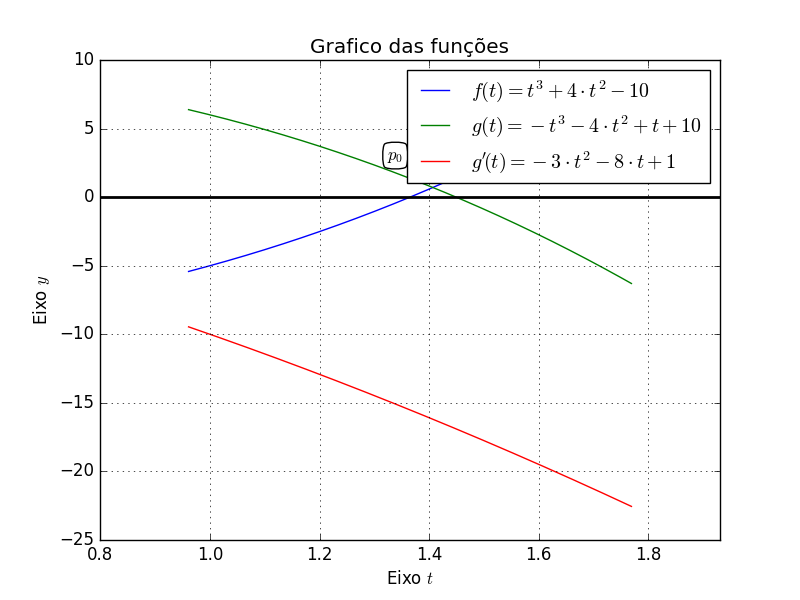 Grafico das funções
f(t) = t³ + 4 · t² − 10
g(t) = −t³ − 4 · t² + t + 10
g′(t) = −3 · t² − 8 · t + 1
p₀
10
5
0
−5
−10
−15
−20
−25
Eixo y
0.8 1.0 1.2 1.4 1.6 1.8
Eixo t